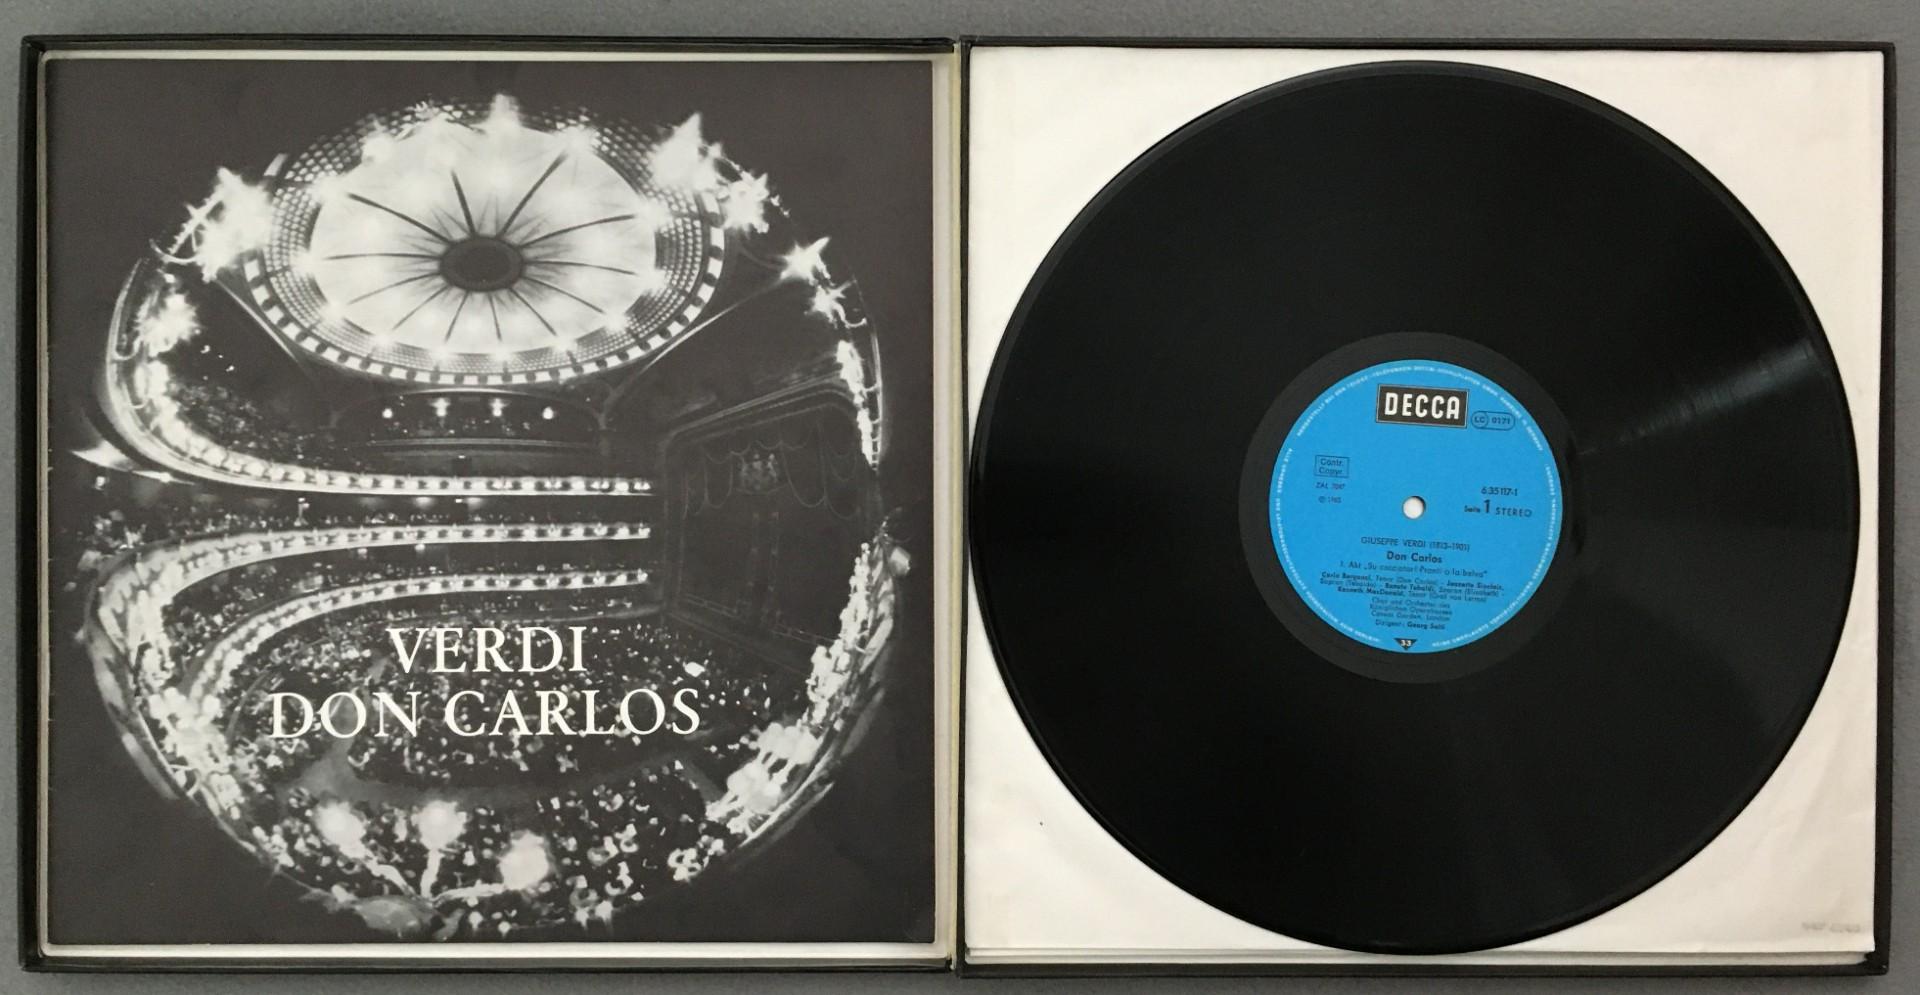 VERDI
DON CARLOS
DECCA
LC 0171
Contr.
Copyr.
ZAL 7047
℗ 1965
6.35117-1
Seite 1 STEREO
GIUSEPPE VERDI (1813–1901)
Don Carlos
1. Akt „Su cacciator! Pronti o la belva"
Carlo Bergonzi, Tenor (Don Carlos) - Jeanette Sinclair,
Sopran (Tebaldo) - Renata Tebaldi, Sopran (Elisabeth) -
Kenneth MacDonald, Tenor (Graf von Lerma)
Chor und Orchester des
Königlichen Opernhauses
Covent Garden, London
Dirigent: Georg Solti
33